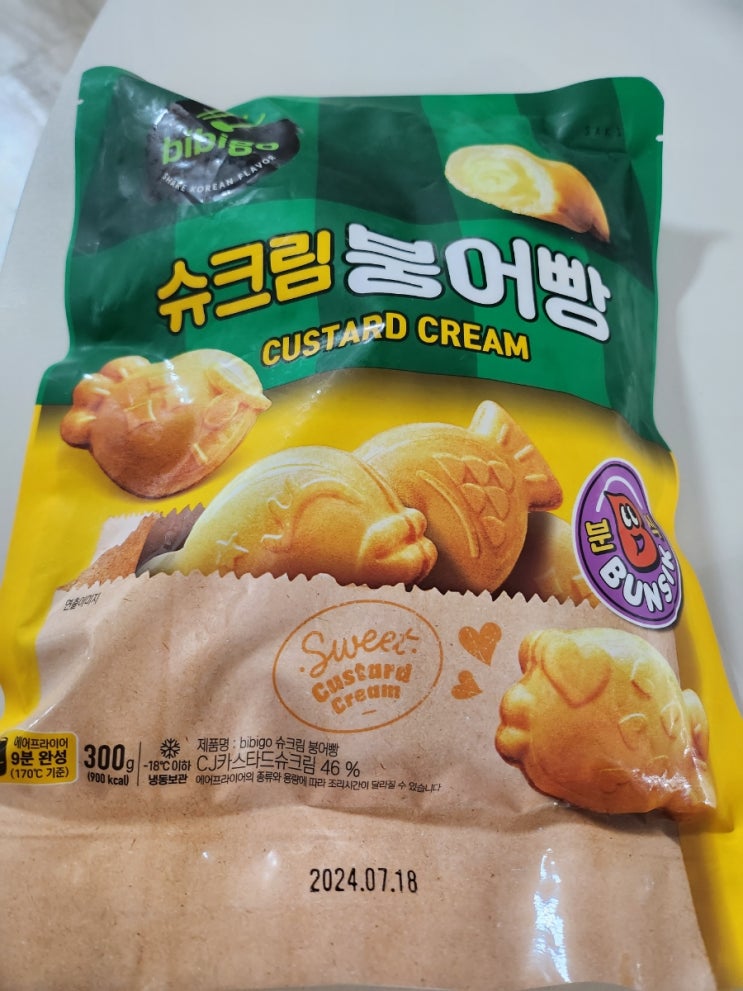 bibigo
SHARE KOREAN FLAVOR
슈크림 붕어빵
CUSTARD CREAM
분
BUNSIK
연출이미지
Sweet
Custard
Cream
에어프라이어
9분 완성
(170℃ 기준)
300g
(900 kcal)
-18℃ 이하
냉동보관
제품명 : bibigo 슈크림 붕어빵
CJ카스타드슈크림 46 %
에어프라이어의 종류와 용량에 따라 조리시간이 달라질 수 있습니다
2024.07.18